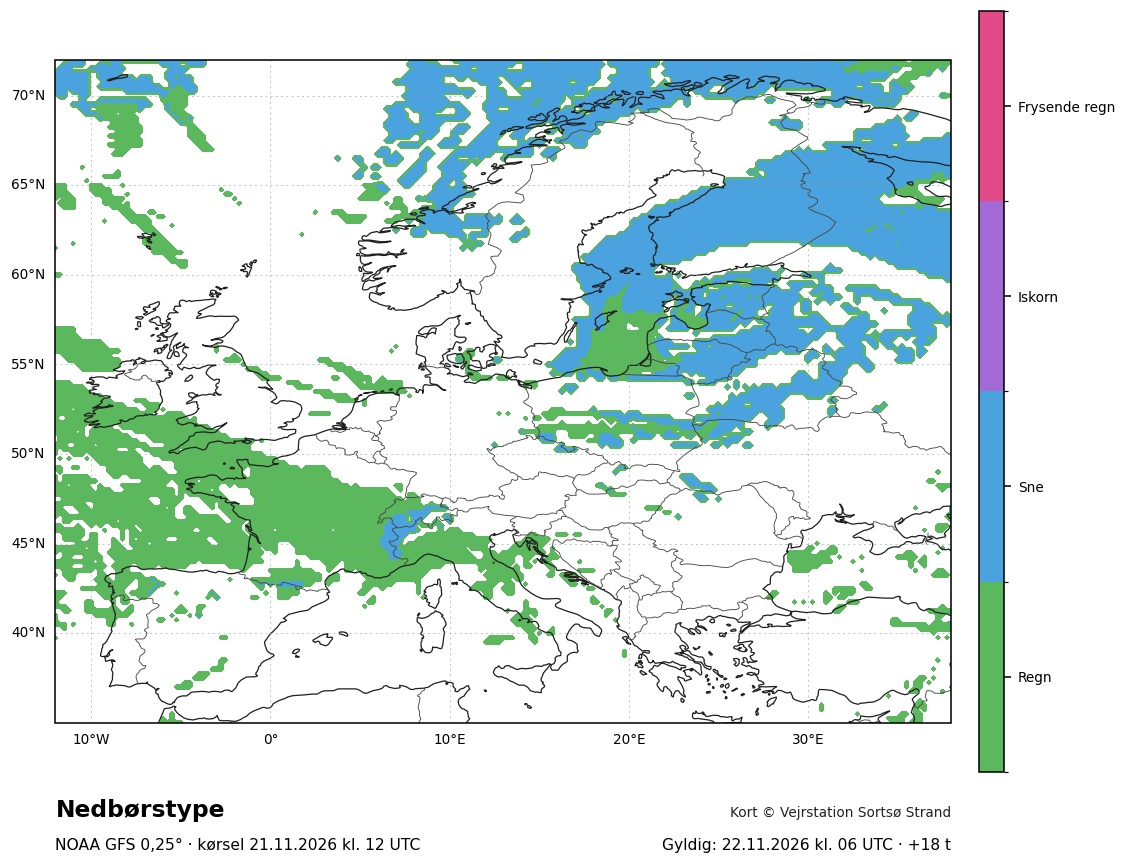 70°N
65°N
60°N
55°N
50°N
45°N
40°N
10°W
0°
10°E
20°E
30°E
Frysende regn
Iskorn
Sne
Regn
Nedbørstype
Kort © Vejrstation Sortsø Strand
NOAA GFS 0,25° · kørsel 21.11.2026 kl. 12 UTC
Gyldig: 22.11.2026 kl. 06 UTC · +18 t